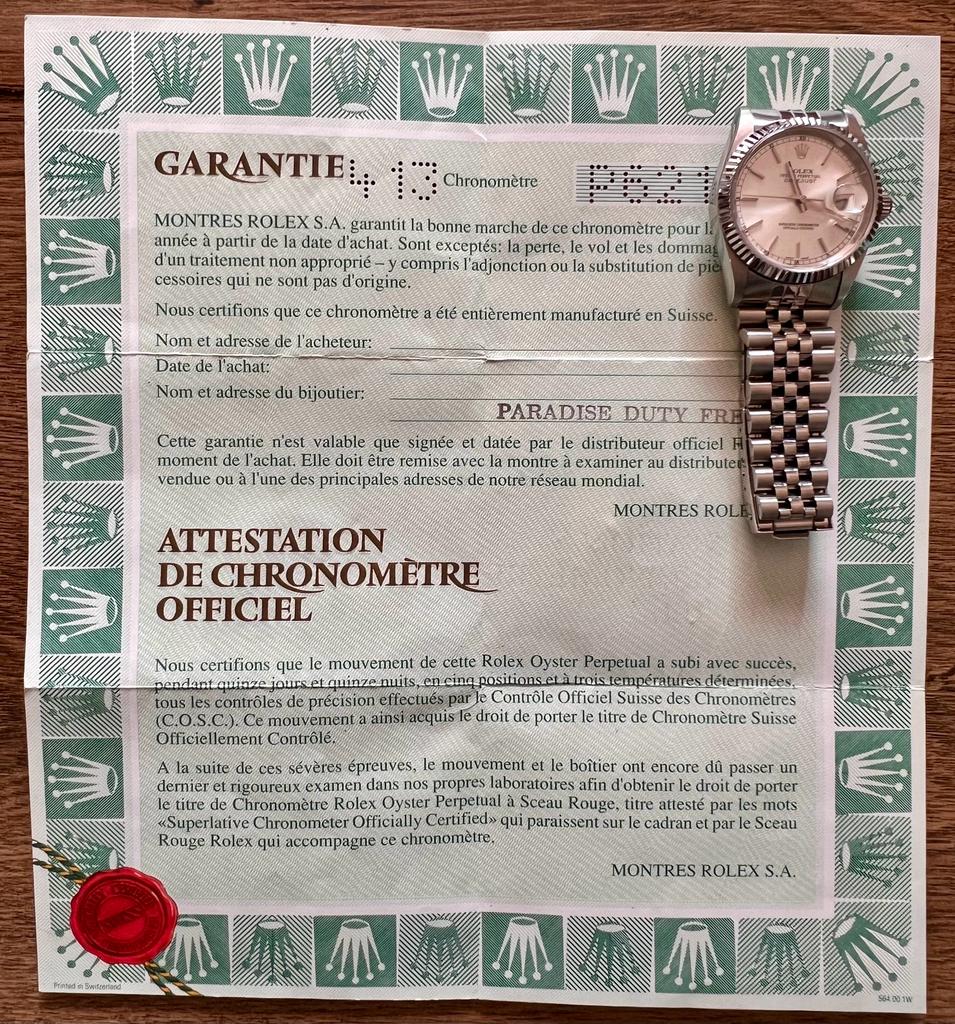 GARANTIE 413 Chronomètre P621
MONTRES ROLEX S.A. garantit la bonne marche de ce chronomètre pour
année à partir de la date d'achat. Sont exceptés: la perte, le vol et les dommag
d'un traitement non approprié – y compris l'adjonction ou la substitution de piè
cessoires qui ne sont pas d'origine.
Nous certifions que ce chronomètre a été entièrement manufacturé en Suisse.
Nom et adresse de l'acheteur:
Date de l'achat:
Nom et adresse du bijoutier:
PARADISE DUTY FRE
Cette garantie n'est valable que signée et datée par le distributeur officiel
moment de l'achat. Elle doit être remise avec la montre à examiner au distributer
vendue ou à l'une des principales adresses de notre réseau mondial.
MONTRES ROLE
ATTESTATION
DE CHRONOMÈTRE
OFFICIEL
Nous certifions que le mouvement de cette Rolex Oyster Perpetual a subi avec succès,
pendant quinze jours et quinze nuits, en cinq positions et à trois températures déterminées,
tous les contrôles de précision effectués par le Contrôle Officiel Suisse des Chronomètres
(C.O.S.C.). Ce mouvement a ainsi acquis le droit de porter le titre de Chronomètre Suisse
Officiellement Contrôlé.
A la suite de ces sévères épreuves, le mouvement et le boîtier ont encore dû passer un
dernier et rigoureux examen dans nos propres laboratoires afin d'obtenir le droit de porter
le titre de Chronomètre Rolex Oyster Perpetual à Sceau Rouge, titre attesté par les mots
«Superlative Chronometer Officially Certified» qui paraissent sur le cadran et par le Sceau
Rouge Rolex qui accompagne ce chronomètre.
MONTRES ROLEX S.A.
Printed in Switzerland
564.00.1W
ROLEX
OYSTER PERPETUAL
DATEJUST